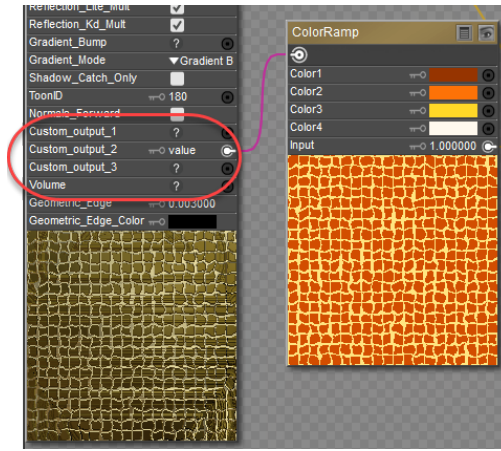 Reflection_Lite_Mult
Reflection_Kd_Mult
Gradient_Bump ?
Gradient_Mode Gradient B
Shadow_Catch_Only
ToonID 180
Normals_Forward
Custom_output_1 ?
Custom_output_2 value
Custom_output_3 ?
Volume ?
Geometric_Edge 0.003000
Geometric_Edge_Color
ColorRamp
Color1
Color2
Color3
Color4
Input 1.000000